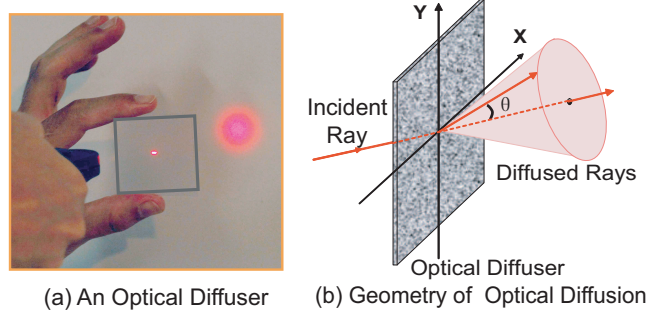 Y
X
Incident
Ray
θ
Diffused Rays
Optical Diffuser
(a) An Optical Diffuser
(b) Geometry of Optical Diffusion